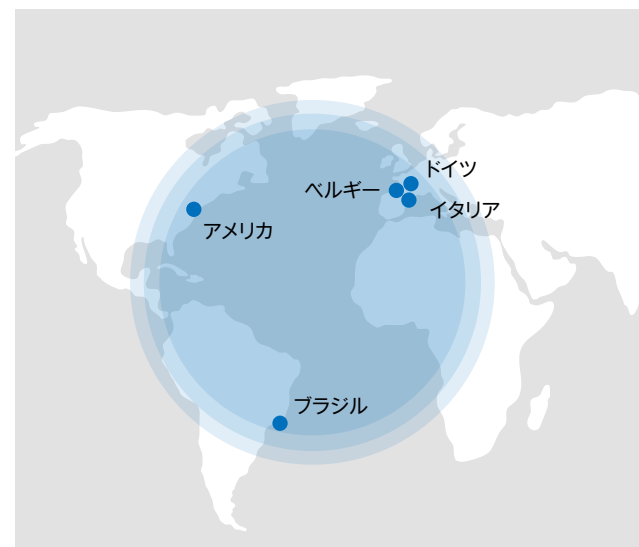 ドイツ
ベルギー
イタリア
アメリカ
ブラジル